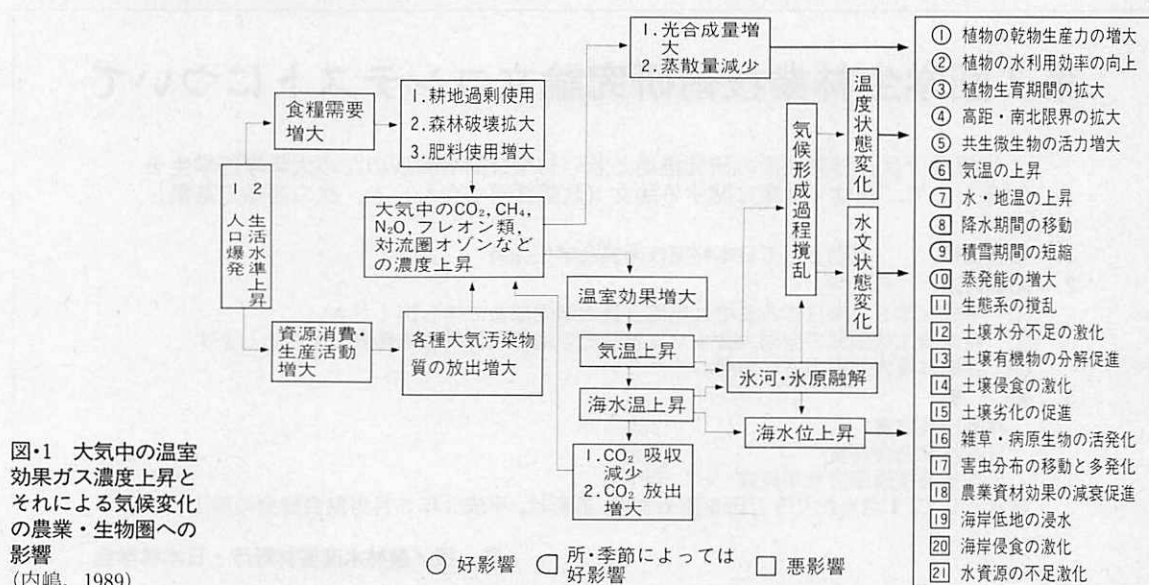 1. 人口爆発
2 生活水準上昇
食糧需要
増大
1. 耕地過剰使用
2. 森林破壊拡大
3. 肥料使用増大
資源消費・
生産活動
増大
各種大気汚染物
質の放出増大
大気中のCO₂, CH₄,
N₂O, フレオン類,
対流圏オゾンなど
の濃度上昇
1. 光合成量増
大
2. 蒸散量減少
温室効果増大
気温上昇
海水温上昇
1. CO₂ 吸収
減少
2. CO₂ 放出
増大
氷河・氷原融解
海水位上昇
気候形成過程撹乱
温度状態変化
水文状態変化
① 植物の乾物生産力の増大
② 植物の水利用効率の向上
③ 植物生育期間の拡大
④ 高距・南北限界の拡大
⑤ 共生微生物の活力増大
6 気温の上昇
7 水・地温の上昇
8 降水期間の移動
9 積雪期間の短縮
10 蒸発能の増大
11 生態系の撹乱
12 土壌水分不足の激化
13 土壌有機物の分解促進
14 土壌侵食の激化
15 土壌劣化の促進
16 雑草・病原生物の活発化
17 害虫分布の移動と多発化
18 農業資材効果の減衰促進
19 海岸低地の浸水
20 海岸侵食の激化
21 水資源の不足激化
○ 好影響
所・季節によっては
好影響
□ 悪影響
図・1 大気中の温室
効果ガス濃度上昇と
それによる気候変化
の農業・生物圏への
影響
(内嶋, 1989)